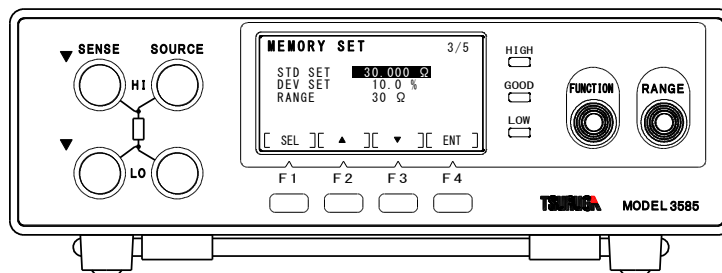 ▼ SENSE SOURCE
HI
▼
LO
MEMORY SET 3/5
STD SET 30.000 Ω
DEV SET 10.0 %
RANGE 30 Ω
[ SEL ][ ▲ ][ ▼ ][ ENT ]
F1 F2 F3 F4
HIGH
GOOD
LOW
FUNCTION RANGE
TSURUGA MODEL 3585